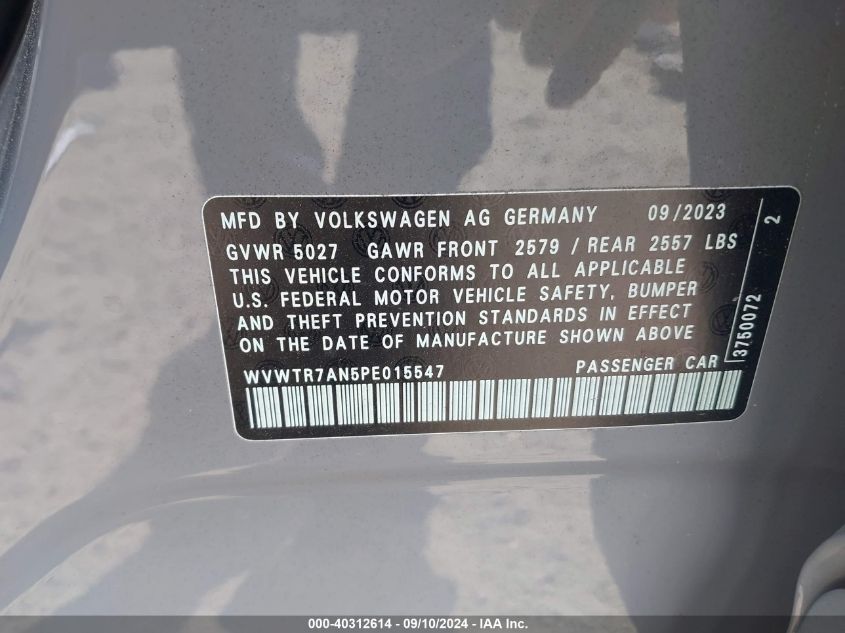 MFD BY VOLKSWAGEN AG GERMANY 09/2023
GVWR 5027 GAWR FRONT 2579 / REAR 2557 LBS
THIS VEHICLE CONFORMS TO ALL APPLICABLE
U.S. FEDERAL MOTOR VEHICLE SAFETY, BUMPER
AND THEFT PREVENTION STANDARDS IN EFFECT
ON THE DATE OF MANUFACTURE SHOWN ABOVE
WVWTR7AN5PE015547 PASSENGER CAR
3750072 2
000-40312614 - 09/10/2024 - IAA Inc.